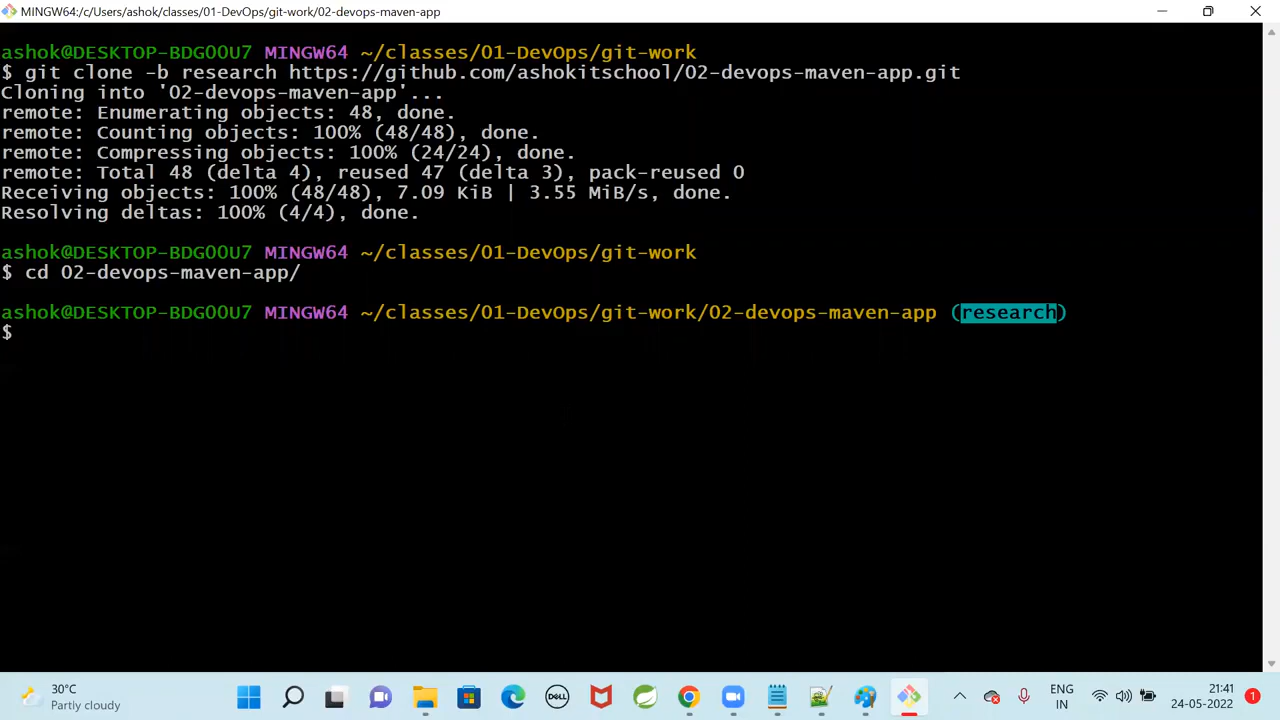 MINGW64:/c/Users/ashok/classes/01-DevOps/git-work/02-devops-maven-app
ashok@DESKTOP-BDG00U7 MINGW64 ~/classes/01-DevOps/git-work
$ git clone -b research https://github.com/ashokitschool/02-devops-maven-app.git
Cloning into '02-devops-maven-app'...
remote: Enumerating objects: 48, done.
remote: Counting objects: 100% (48/48), done.
remote: Compressing objects: 100% (24/24), done.
remote: Total 48 (delta 4), reused 47 (delta 3), pack-reused 0
Receiving objects: 100% (48/48), 7.09 KiB | 3.55 MiB/s, done.
Resolving deltas: 100% (4/4), done.
ashok@DESKTOP-BDG00U7 MINGW64 ~/classes/01-DevOps/git-work
$ cd 02-devops-maven-app/
ashok@DESKTOP-BDG00U7 MINGW64 ~/classes/01-DevOps/git-work/02-devops-maven-app (research)
$
30°C
Partly cloudy
DELL
ENG
IN
21:41
24-05-2022
1